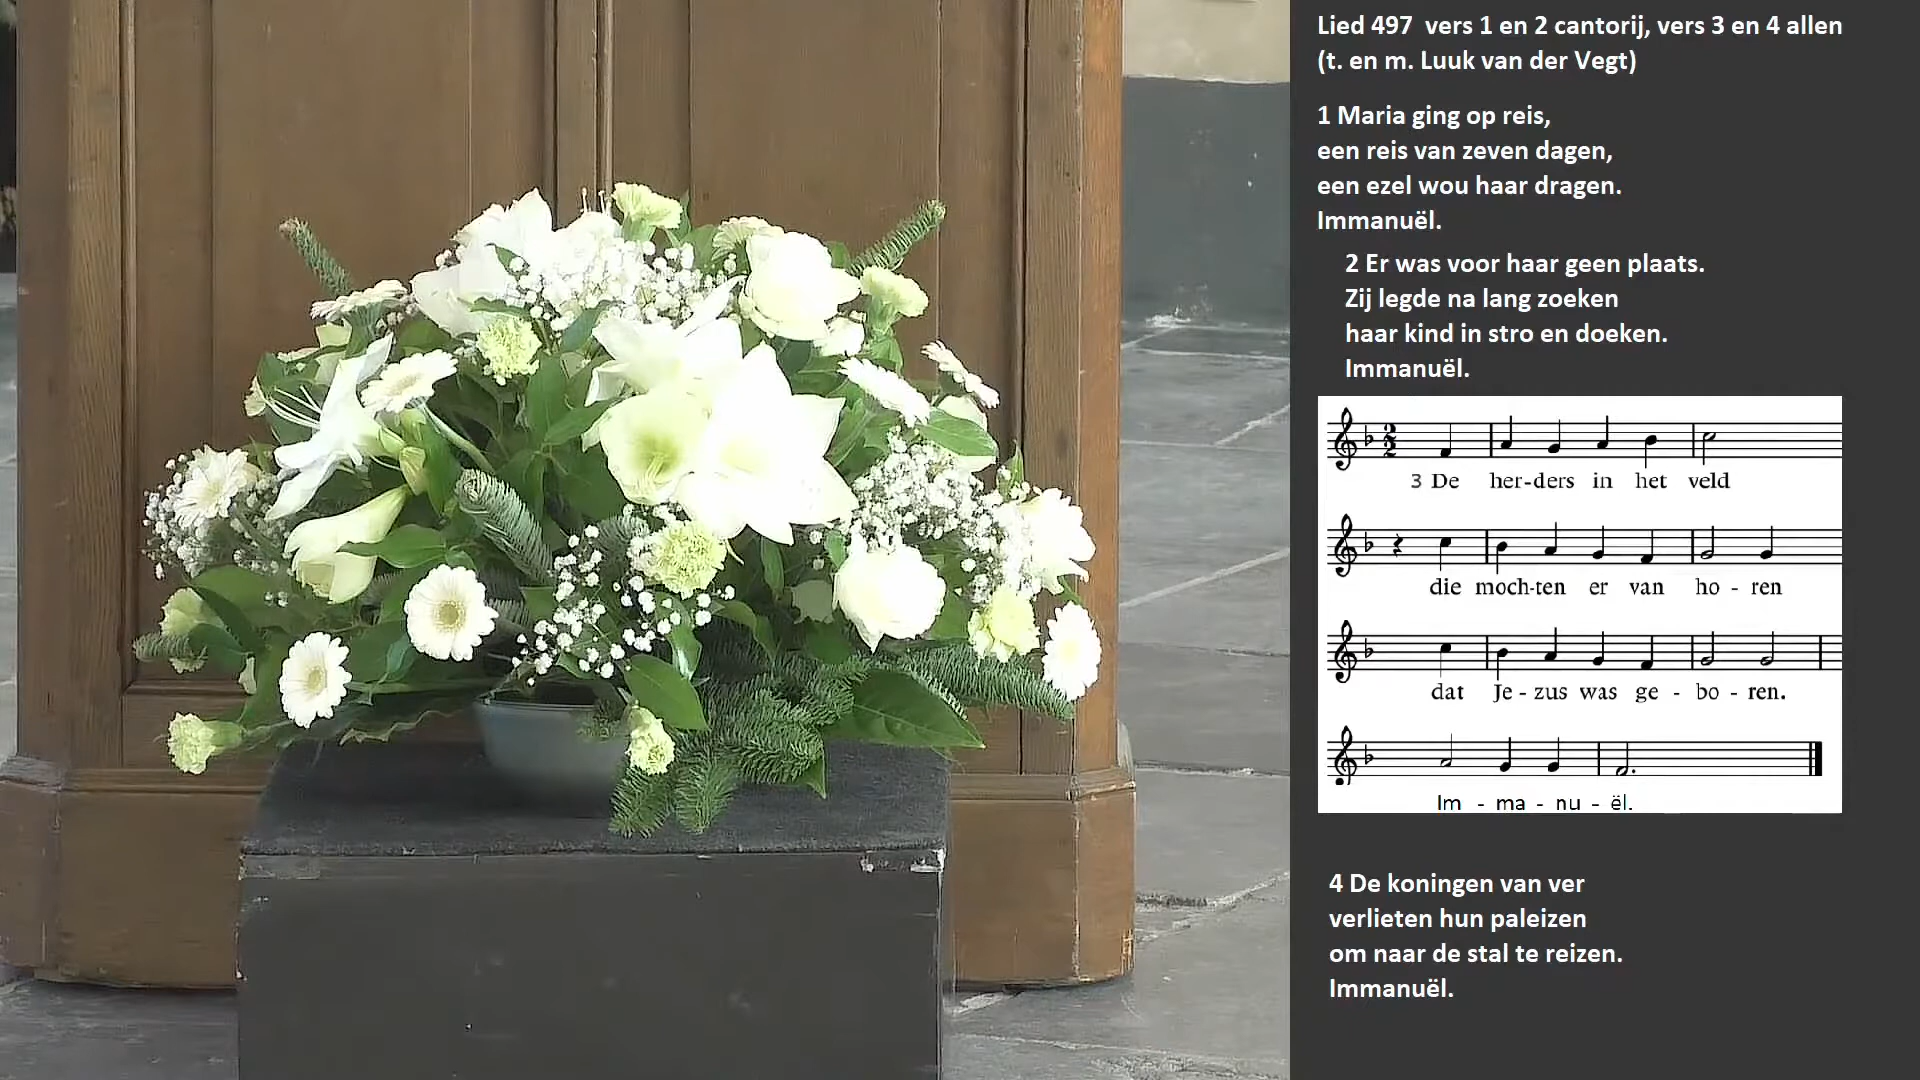 Lied 497  vers 1 en 2 cantorij, vers 3 en 4 allen
(t. en m. Luuk van der Vegt)
1 Maria ging op reis,
een reis van zeven dagen,
een ezel wou haar dragen.
Immanuël.
2 Er was voor haar geen plaats.
Zij legde na lang zoeken
haar kind in stro en doeken.
Immanuël.
3 De her-ders in het veld
die moch-ten er van ho - ren
dat Je - zus was ge - bo - ren.
Im - ma - nu - ël.
4 De koningen van ver
verlieten hun paleizen
om naar de stal te reizen.
Immanuël.